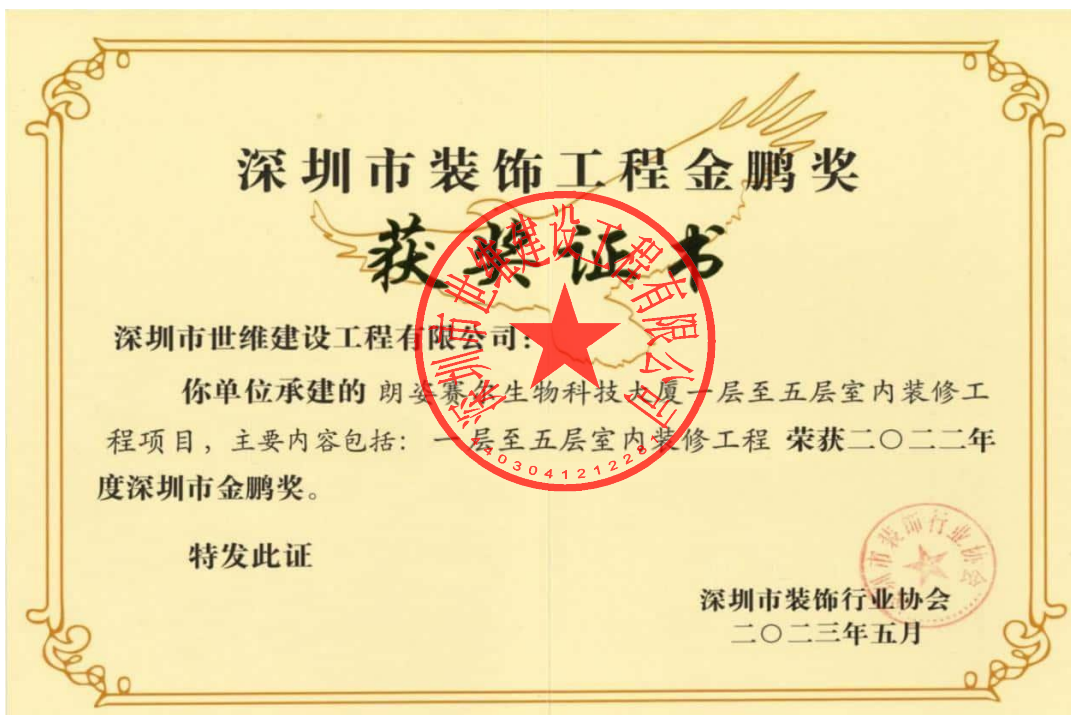 深圳市装饰工程金鹏奖
获奖证书
深圳市世维建设工程有限公司：
你单位承建的 朗姿赛尔生物科技大厦一层至五层室内装修工
程项目，主要内容包括： 一层至五层室内装修工程 荣获二〇二二年
度深圳市金鹏奖。
特发此证
深圳市装饰行业协会
二〇二三年五月
深圳市世维建设工程有限公司
4403041212281
深圳市装饰行业协会